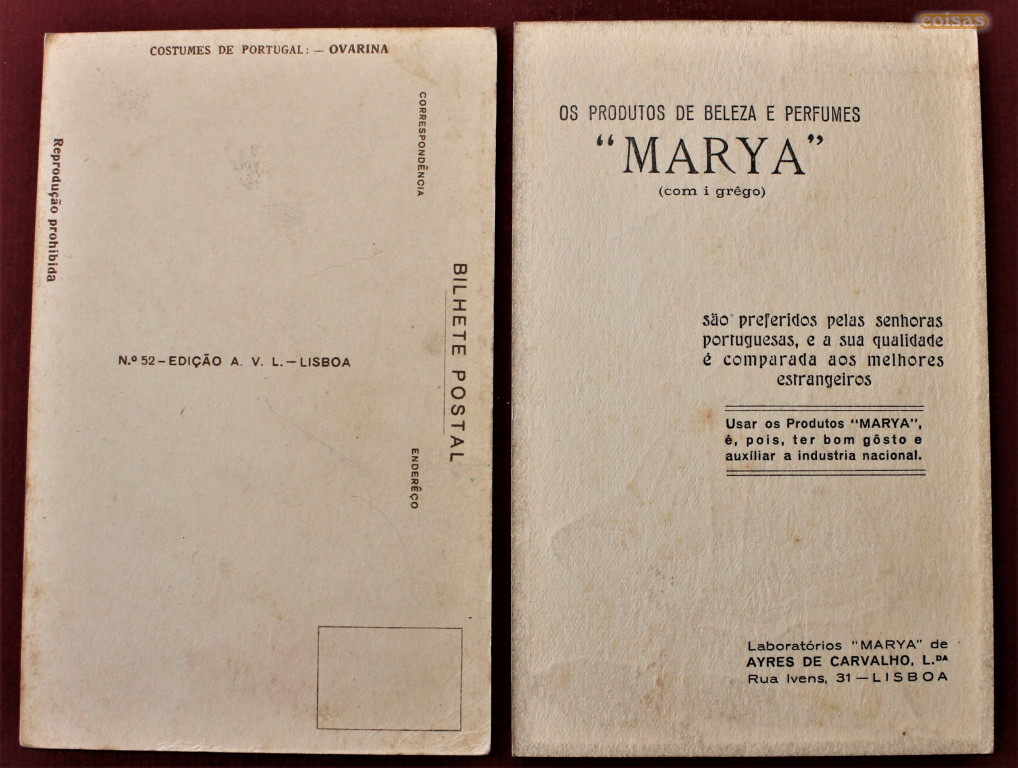 COSTUMES DE PORTUGAL: — OVARINA
CORRESPONDÊNCIA
Reprodução prohibida
BILHETE POSTAL
N.º 52 — EDIÇÃO A. V. L. — LISBOA
ENDERÊÇO
coisas
OS PRODUTOS DE BELEZA E PERFUMES
“MARYA”
(com i grêgo)
são preferidos pelas senhoras
portuguesas, e a sua qualidade
é comparada aos melhores
estrangeiros
Usar os Produtos “MARYA”,
é, pois, ter bom gôsto e
auxíliar a industria nacional.
Laboratórios “MARYA” de
AYRES DE CARVALHO, L.DA
Rua Ivens, 31 — LISBOA